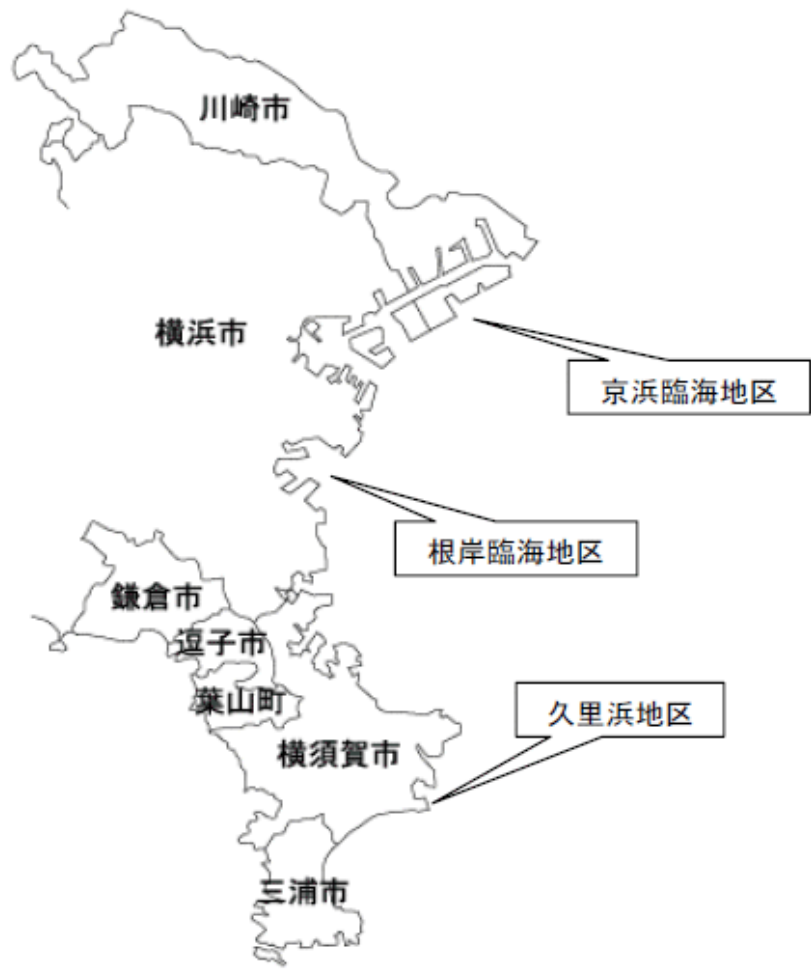 川崎市
横浜市
京浜臨海地区
根岸臨海地区
鎌倉市
逗子市
葉山町
久里浜地区
横須賀市
三浦市